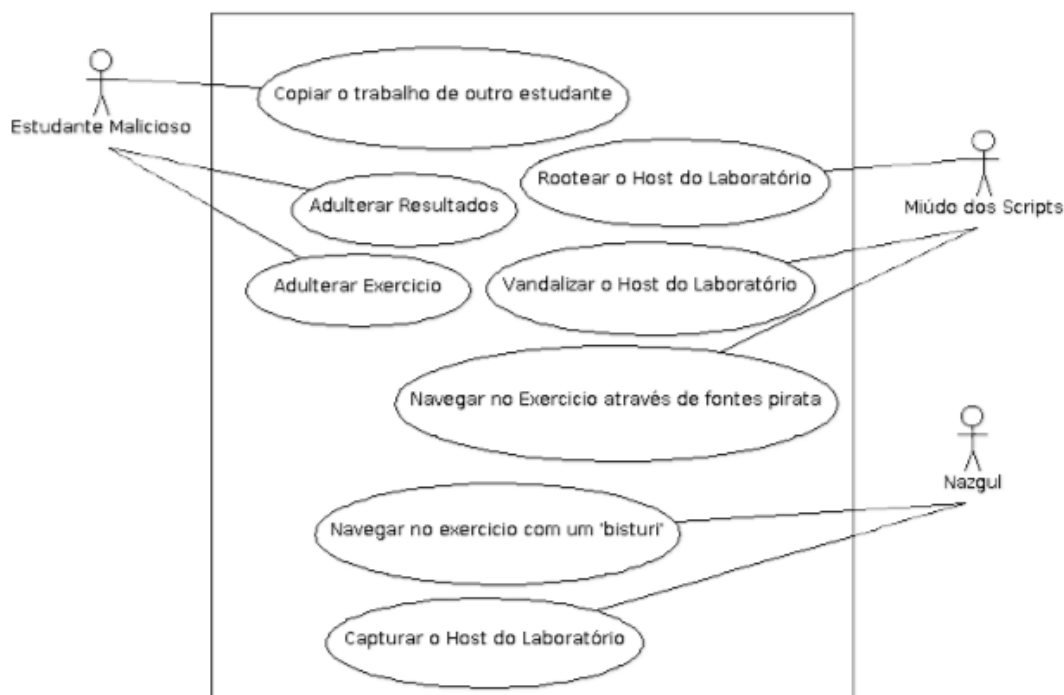 Copiar o trabalho de outro estudante
Estudante Malicioso
Rootear o Host do Laboratório
Adulterar Resultados
Miúdo dos Scripts
Adulterar Exercicio
Vandalizar o Host do Laboratório
Navegar no Exercicio através de fontes pirata
Nazgul
Navegar no exercicio com um 'bisturi'
Capturar o Host do Laboratório